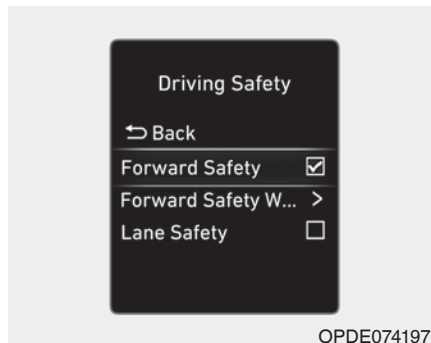 Driving Safety
Back
Forward Safety
Forward Safety W... >
Lane Safety
OPDE074197